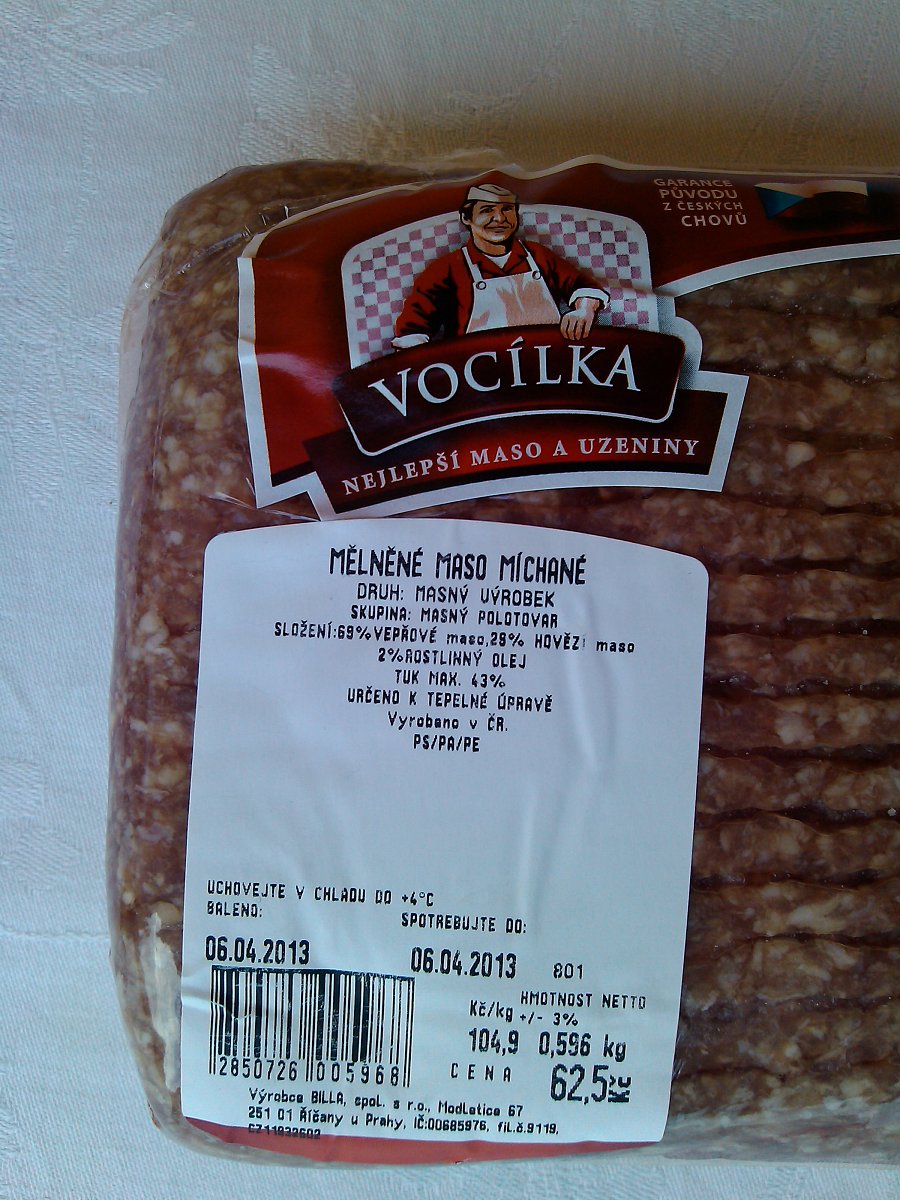 GARANCE
PŮVODU
Z ČESKÝCH
CHOVŮ
VOCÍLKA
NEJLEPŠÍ MASO A UZENINY
MĚLNĚNÉ MASO MÍCHANÉ
DRUH: MASNÝ VÝROBEK
SKUPINA: MASNÝ POLOTOVAR
SLOŽENÍ:69%VEPŘOVÉ maso,29% HOVĚZí maso
2%ROSTLINNÝ OLEJ
TUK MAX. 43%
URČENO K TEPELNÉ ÚPRAVĚ
Vyrobeno v ČR.
PS/PA/PE
UCHOVEJTE V CHLADU DO +4°C
BALENO:
SPOTREBUJTE DO:
06.04.2013 06.04.2013 801
HMOTNOST NETTO
Kč/kg +/- 3%
104,9 0,596 kg
CENA 62,5Kč
2850726 005968
Výrobce BILLA, spol. s r.o., Modletice 67
251 01 Říčany u Prahy, IČ:00685976, fil.č.9119,